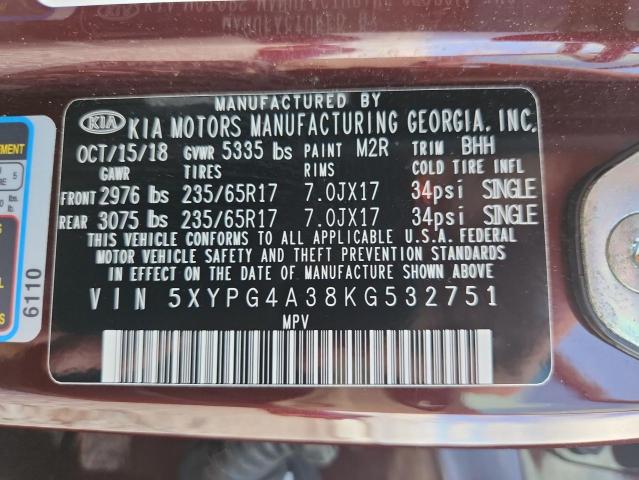 MANUFACTURED BY
KIA KIA MOTORS MANUFACTURING GEORGIA, INC.
OCT/15/18 GVWR 5335 lbs PAINT M2R TRIM BHH
GAWR TIRES RIMS COLD TIRE INFL
FRONT 2976 lbs 235/65R17 7.0JX17 34psi SINGLE
REAR 3075 lbs 235/65R17 7.0JX17 34psi SINGLE
THIS VEHICLE CONFORMS TO ALL APPLICABLE U.S.A. FEDERAL
MOTOR VEHICLE SAFETY AND THEFT PREVENTION STANDARDS
IN EFFECT ON THE DATE OF MANUFACTURE SHOWN ABOVE.
VIN 5XYPG4A38KG532751
MPV
6110